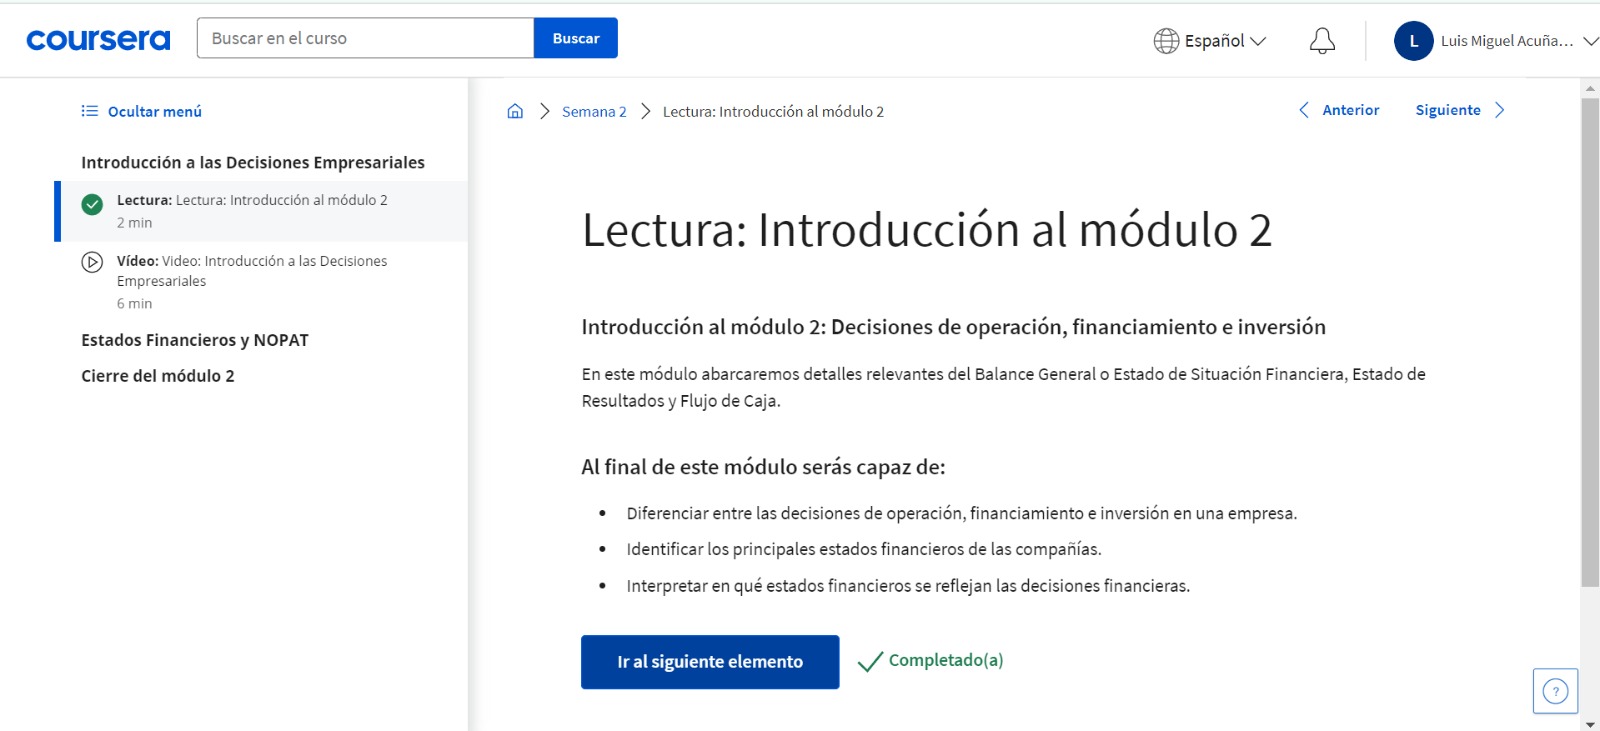 coursera
Buscar en el curso
Buscar
Español
L
Luis Miguel Acuña...
Ocultar menú
Introducción a las Decisiones Empresariales
Lectura: Lectura: Introducción al módulo 2
2 min
Vídeo: Video: Introducción a las Decisiones
Empresariales
6 min
Estados Financieros y NOPAT
Cierre del módulo 2
Semana 2
Lectura: Introducción al módulo 2
Anterior
Siguiente
Lectura: Introducción al módulo 2
Introducción al módulo 2: Decisiones de operación, financiamiento e inversión
En este módulo abarcaremos detalles relevantes del Balance General o Estado de Situación Financiera, Estado de
Resultados y Flujo de Caja.
Al final de este módulo serás capaz de:
• Diferenciar entre las decisiones de operación, financiamiento e inversión en una empresa.
• Identificar los principales estados financieros de las compañías.
• Interpretar en qué estados financieros se reflejan las decisiones financieras.
Ir al siguiente elemento
Completado(a)
?